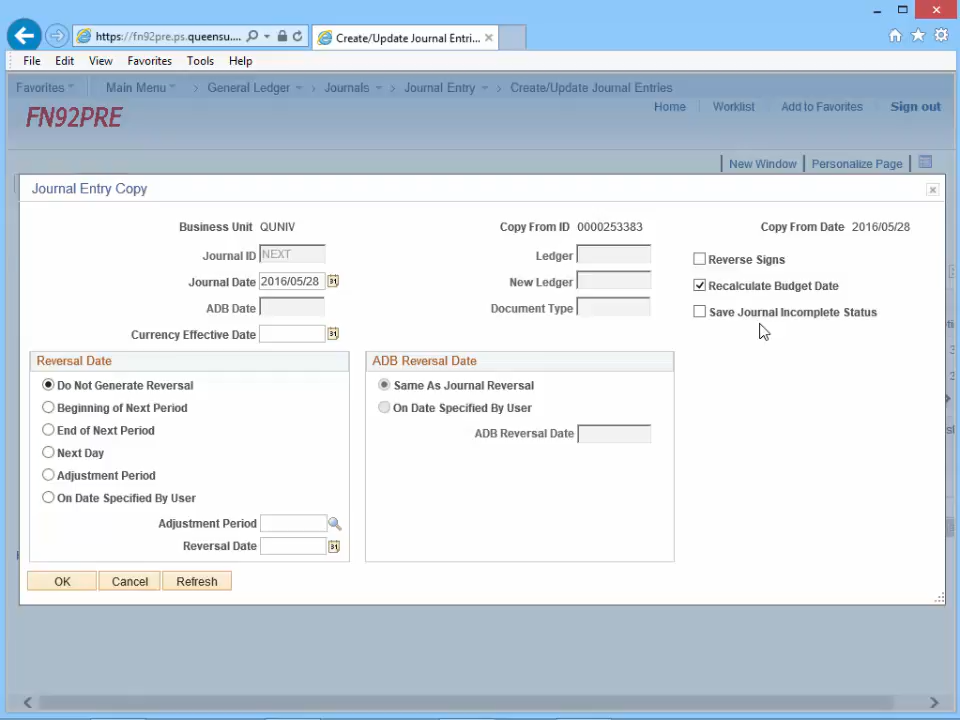 https://fn92pre.ps.queensu....
Create/Update Journal Entri...
File Edit View Favorites Tools Help
Favorites Main Menu > General Ledger > Journals > Journal Entry > Create/Update Journal Entries
FN92PRE
Home Worklist Add to Favorites Sign out
New Window Personalize Page
Journal Entry Copy
Business Unit QUNIV Copy From ID 0000253383 Copy From Date 2016/05/28
Journal ID NEXT Ledger Reverse Signs
Journal Date 2016/05/28 New Ledger Recalculate Budget Date
ADB Date Document Type Save Journal Incomplete Status
Currency Effective Date
Reversal Date ADB Reversal Date
Do Not Generate Reversal Same As Journal Reversal
Beginning of Next Period On Date Specified By User
End of Next Period ADB Reversal Date
Next Day
Adjustment Period
On Date Specified By User
Adjustment Period
Reversal Date
OK Cancel Refresh